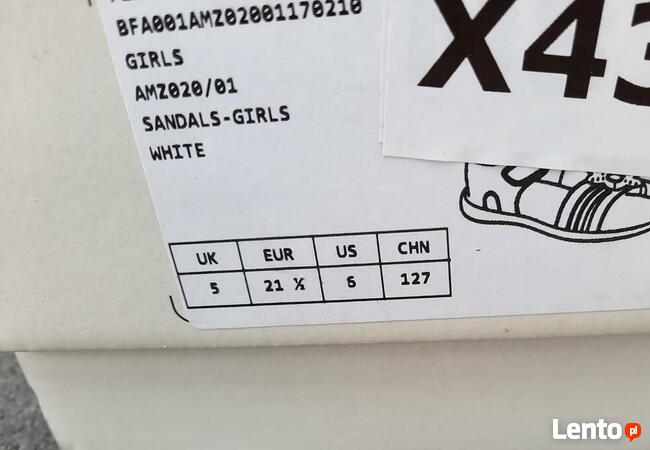 BFA001AMZ02001170210
GIRLS
AMZ020/01
SANDALS-GIRLS
WHITE
X43
UK EUR US CHN
5 21 ½ 6 127
Lento.pl